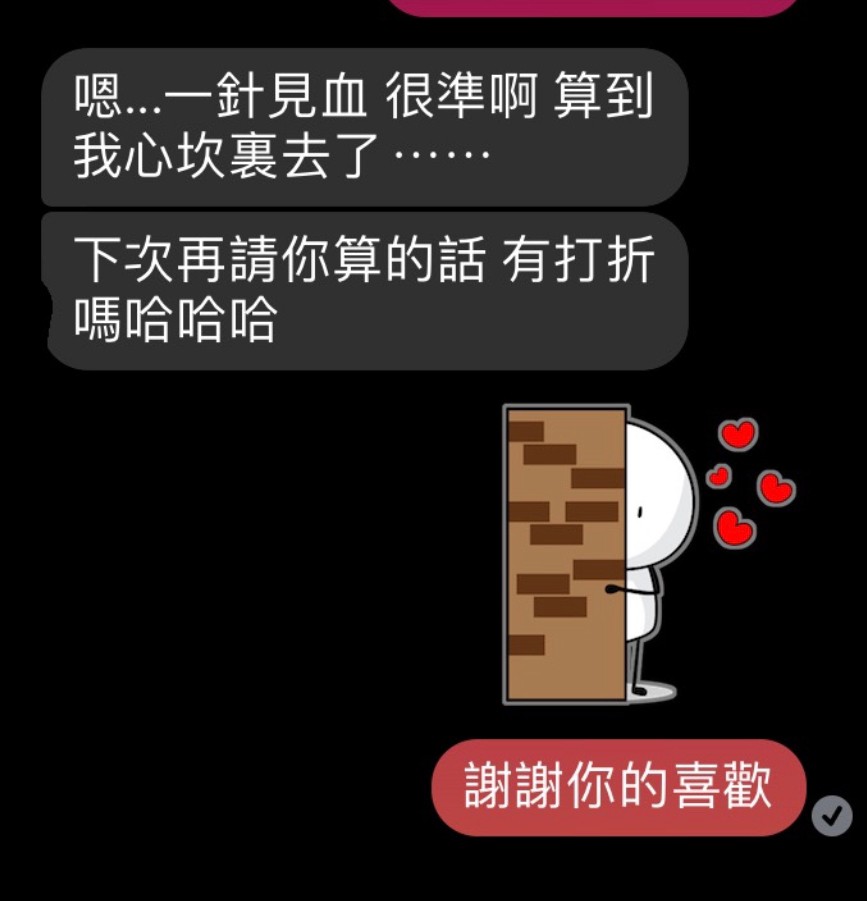 嗯...一針見血 很準啊 算到
我心坎裏去了⋯⋯
下次再請你算的話 有打折
嗎哈哈哈
謝謝你的喜歡